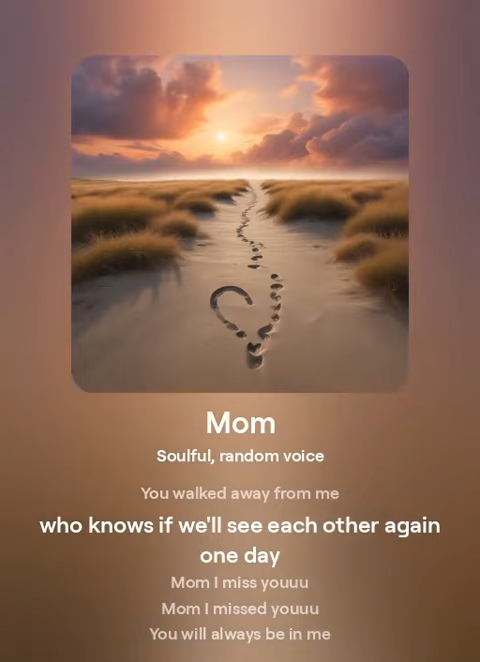 Mom
Soulful, random voice
You walked away from me
who knows if we'll see each other again
one day
Mom I miss youuu
Mom I missed youuu
You will always be in me